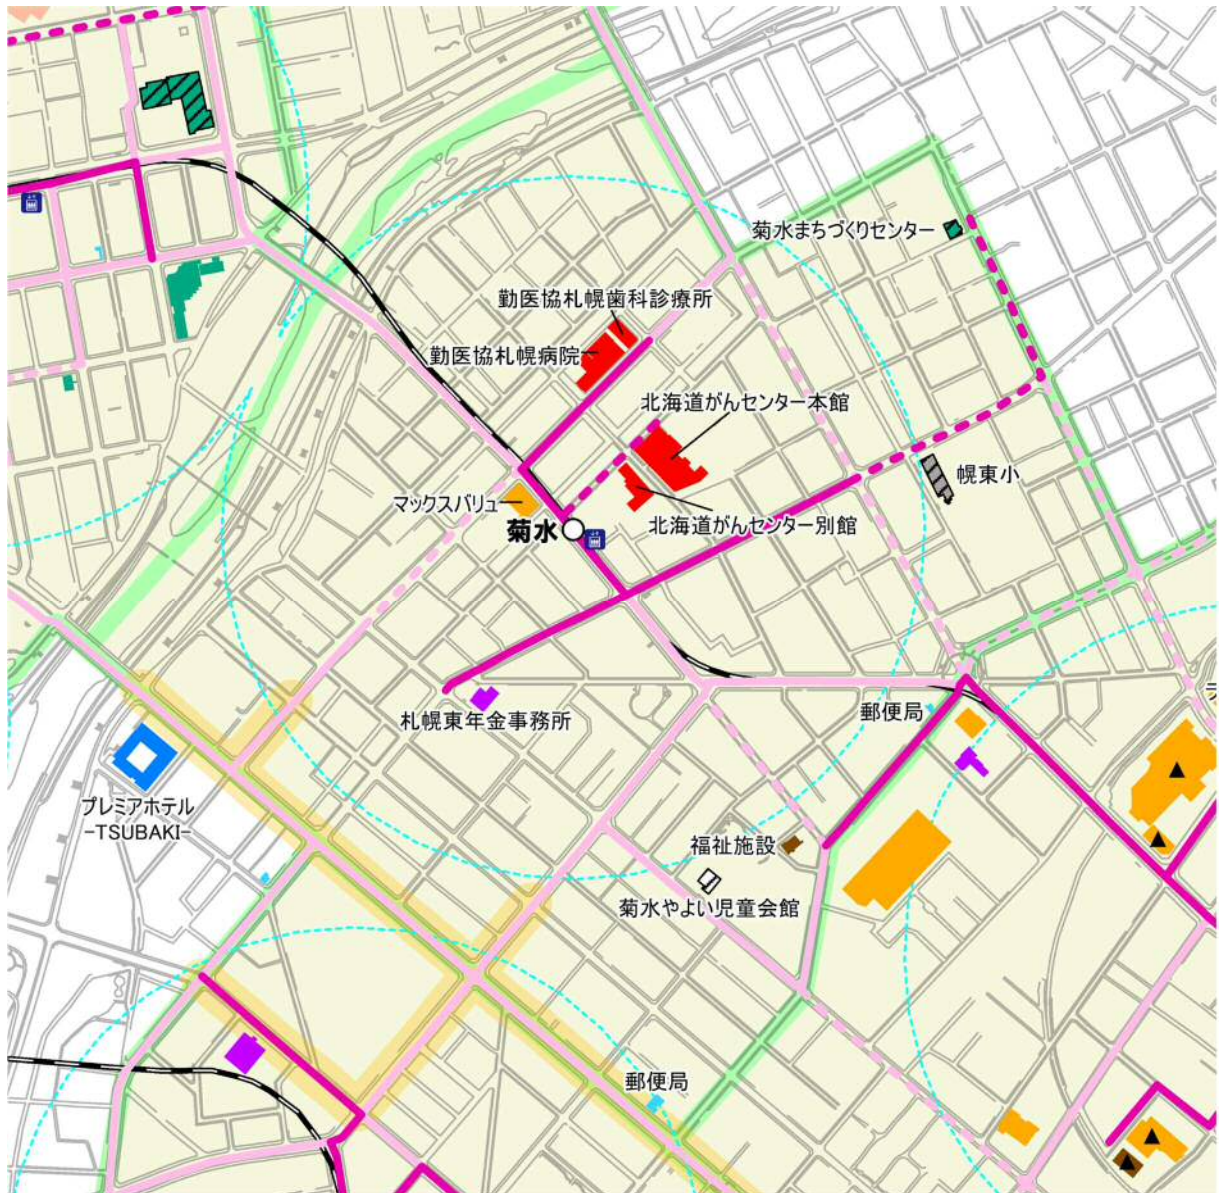 菊水まちづくりセンター
勤医協札幌歯科診療所
勤医協札幌病院
北海道がんセンター本館
幌東小
マックスバリュ
北海道がんセンター別館
菊水
札幌東年金事務所
郵便局
プレミアホテル
-TSUBAKI-
福祉施設
菊水やよい児童会館
郵便局